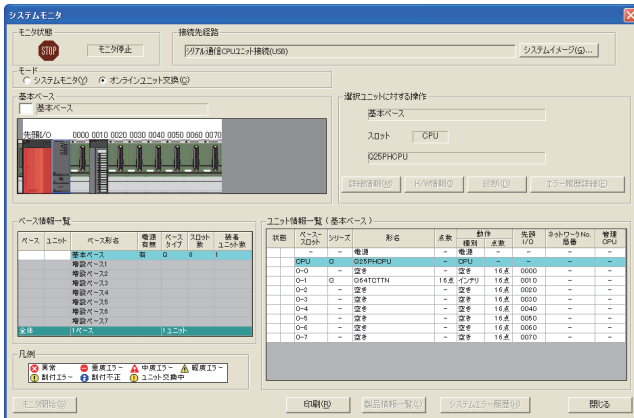 システムモニタ
モニタ状態
STOP
モニタ停止
接続先経路
シリアル通信CPUユニット接続(USB)
システムイメージ(G)...
モード
システムモニタ(Y)
オンラインユニット交換(C)
基本ベース
基本ベース
先頭I/O 0000 0010 0020 0030 0040 0050 0060 0070
選択ユニットに対する操作
基本ベース
スロット CPU
Q25PHCPU
詳細情報(M)
H/W情報(I)
診断(D)
エラー履歴詳細(E)
ベース情報一覧
ベース ユニット ベース形名 電源有無 ベースタイプ スロット数 装着ユニット数
基本ベース 有 Q 8 1
増設ベース1
増設ベース2
増設ベース3
増設ベース4
増設ベース5
増設ベース6
増設ベース7
全体 1ベース 1ユニット
ユニット情報一覧(基本ベース)
状態 ベース-スロット シリーズ 形名 点数 動作 種別 点数 先頭I/O ネットワークNo.局番 管理CPU
- - 電源 - 電源 - - - -
CPU Q Q25PHCPU - CPU - - - -
0-0 - 空き - 空き 16点 0000 - -
0-1 Q Q64TCTTN 16点 インテリ 16点 0010 - -
0-2 - 空き - 空き 16点 0020 - -
0-3 - 空き - 空き 16点 0030 - -
0-4 - 空き - 空き 16点 0040 - -
0-5 - 空き - 空き 16点 0050 - -
0-6 - 空き - 空き 16点 0060 - -
0-7 - 空き - 空き 16点 0070 - -
凡例
異常 重度エラー 中度エラー 軽度エラー
割付エラー 割付不正 ユニット交換中
モニタ開始(S)
印刷(R)
製品情報一覧(L)
システムエラー履歴(H)
閉じる